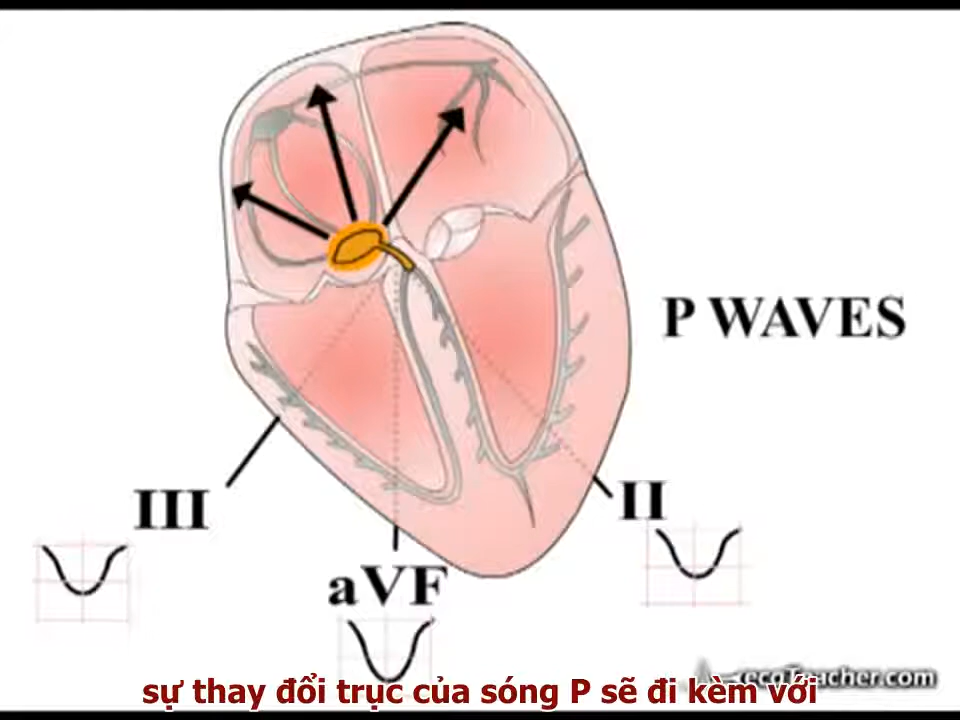 P WAVES
III
II
aVF
sự thay đổi trục của sóng P sẽ đi kèm với